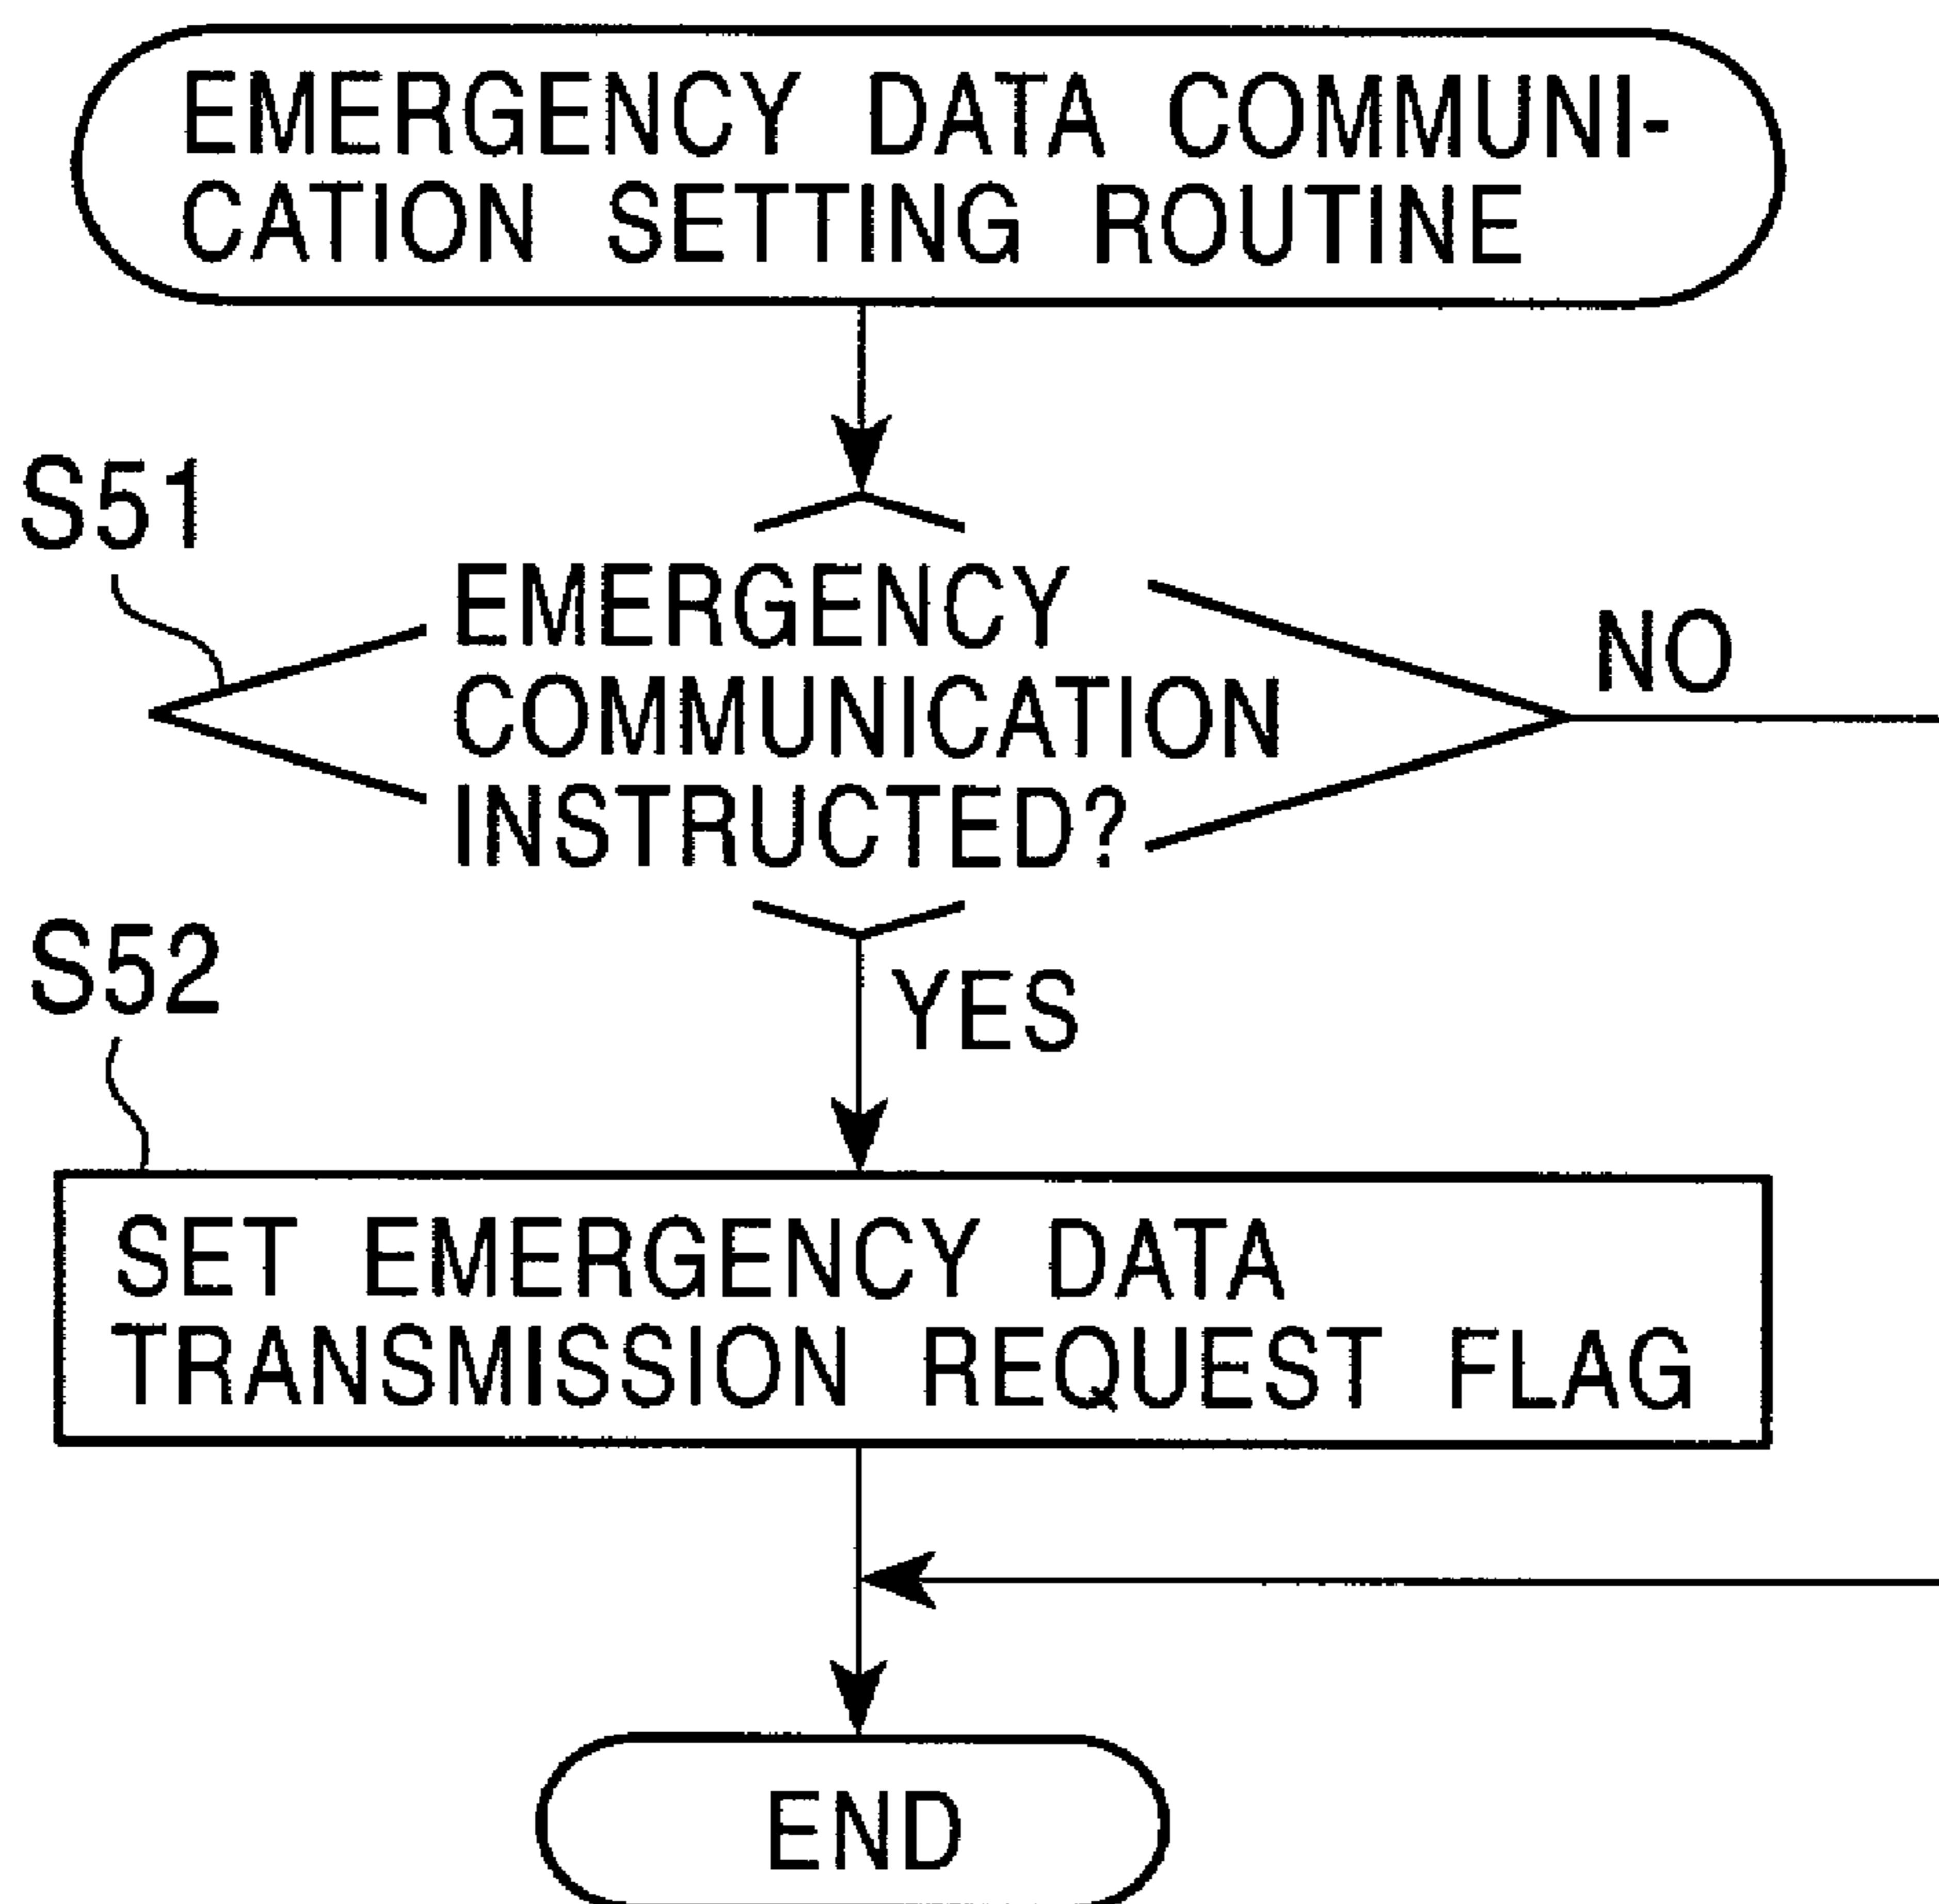 EMERGENCY DATA COMMUNI-
CATION SETTING ROUTINE
S51
EMERGENCY
COMMUNICATION
INSTRUCTED?
NO
S52
YES
SET EMERGENCY DATA
TRANSMISSION REQUEST FLAG
END